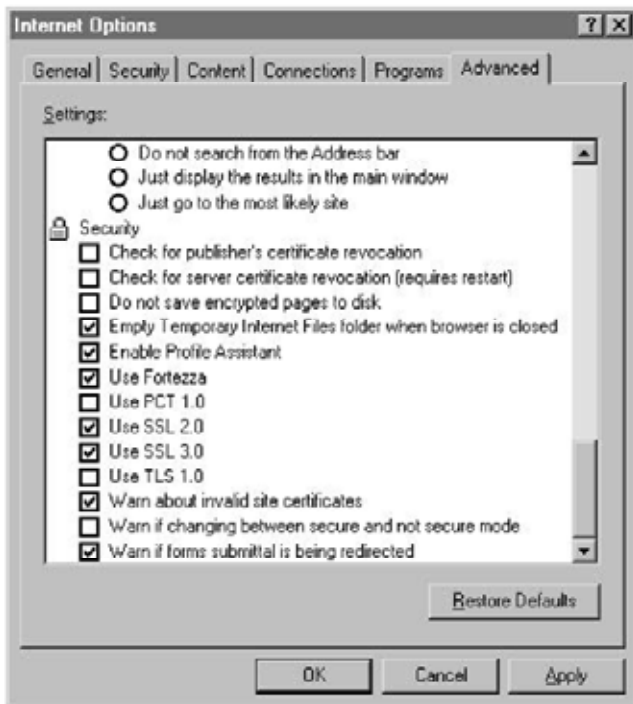 Internet Options
General Security Content Connections Programs Advanced
Settings:
Do not search from the Address bar
Just display the results in the main window
Just go to the most likely site
Security
Check for publisher's certificate revocation
Check for server certificate revocation (requires restart)
Do not save encrypted pages to disk
Empty Temporary Internet Files folder when browser is closed
Enable Profile Assistant
Use Fortezza
Use PCT 1.0
Use SSL 2.0
Use SSL 3.0
Use TLS 1.0
Warn about invalid site certificates
Warn if changing between secure and not secure mode
Warn if forms submittal is being redirected
Restore Defaults
OK Cancel Apply